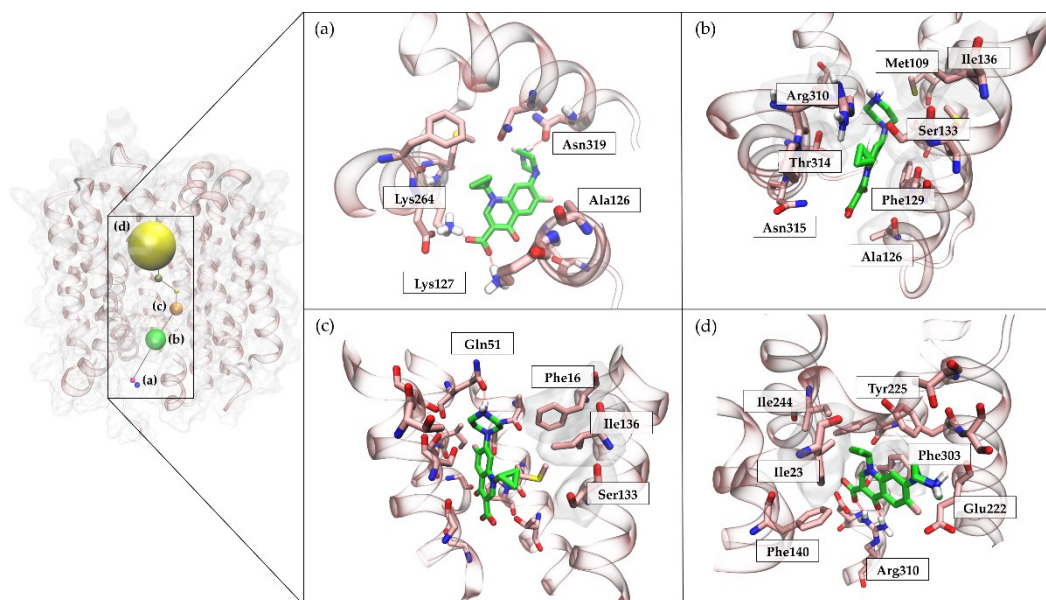 (d)
(c)
(b)
(a)
(a)
Asn319
Lys264
Ala126
Lys127
(b)
Met109
Ile136
Arg310
Ser133
Thr314
Phe129
Asn315
Ala126
(c)
Gln51
Phe16
Ile136
Ser133
(d)
Tyr225
Ile244
Phe303
Ile23
Glu222
Phe140
Arg310